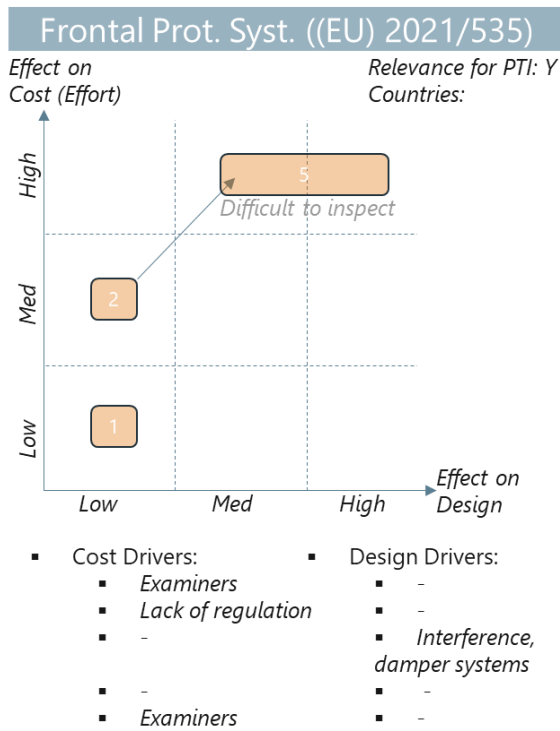 Frontal Prot. Syst. ((EU) 2021/535)
Effect on
Cost (Effort)
Relevance for PTI: Y
Countries:
High
5
Difficult to inspect
Med
2
Low
1
Effect on
Design
Low Med High
▪ Cost Drivers:
▪ Examiners
▪ Lack of regulation
▪ -
▪ -
▪ Examiners
▪ Design Drivers:
▪ -
▪ -
▪ Interference,
damper systems
▪ -
▪ -